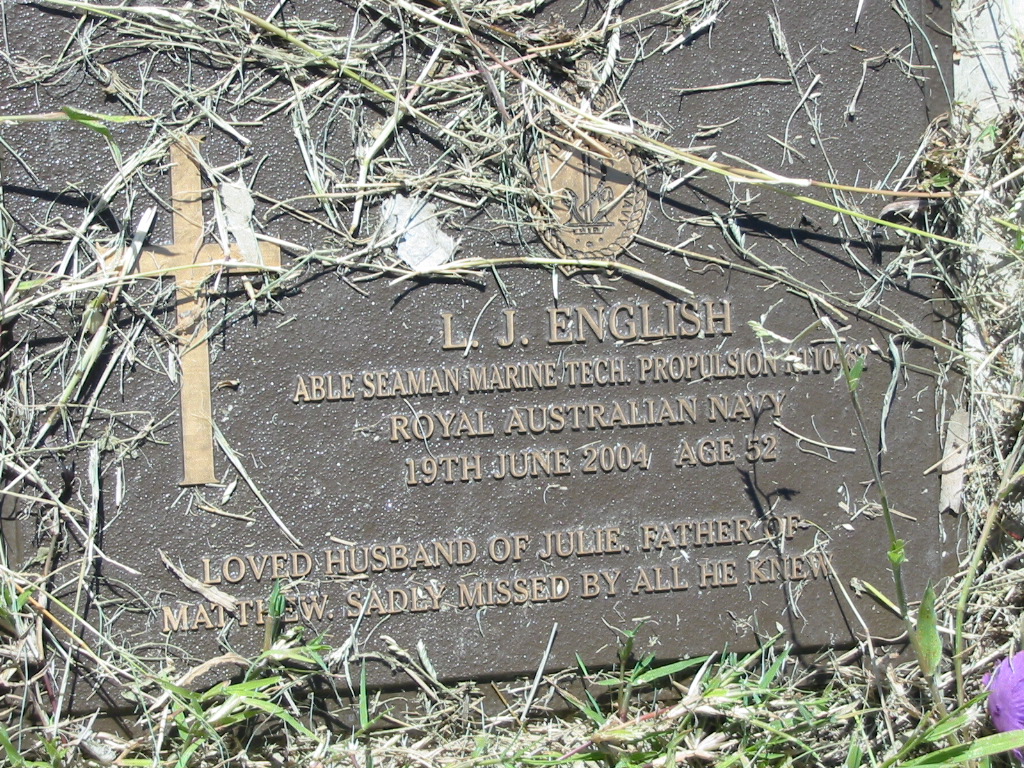 L. J. ENGLISH
ABLE SEAMAN MARINE TECH. PROPULSION
ROYAL AUSTRALIAN NAVY
19TH JUNE 2004 AGE 52
LOVED HUSBAND OF JULIE. FATHER OF
MATTHEW. SADLY MISSED BY ALL HE KNEW